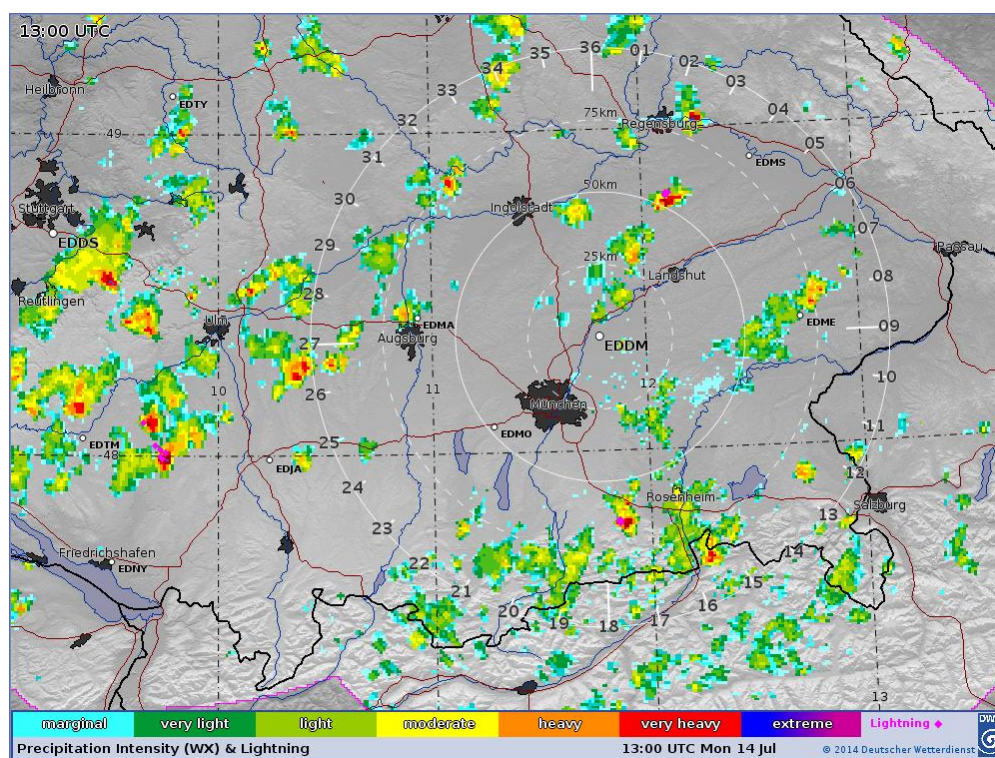 13:00 UTC
36
35
01
34
02
03
33
04
Heilbronn
EDTY
75km
32
49
Regensburg
05
31
EDMS
50km
06
30
Stuttgart
Ingolstadt
07
EDDS
29
Passau
25km
Landshut
08
28
Reutlingen
Ulm
EDMA
EDME
09
Augsburg
27
EDDM
10
11
12
10
26
München
11
EDMO
EDTM
25
48
EDJA
12
24
Rosenheim
Salzburg
13
23
Friedrichshafen
14
22
EDNY
15
21
16
20
19
18
17
13
marginal very light light moderate heavy very heavy extreme Lightning ◆
DW
Precipitation Intensity (WX) & Lightning 13:00 UTC Mon 14 Jul © 2014 Deutscher Wetterdienst